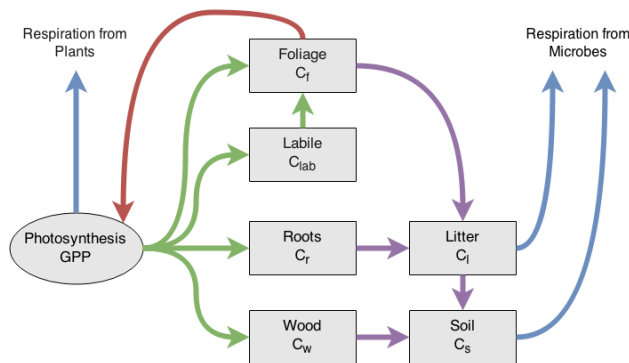 Respiration from
Plants
Respiration from
Microbes
Foliage
Cf
Labile
Clab
Photosynthesis
GPP
Roots
Cr
Litter
Cl
Wood
Cw
Soil
Cs